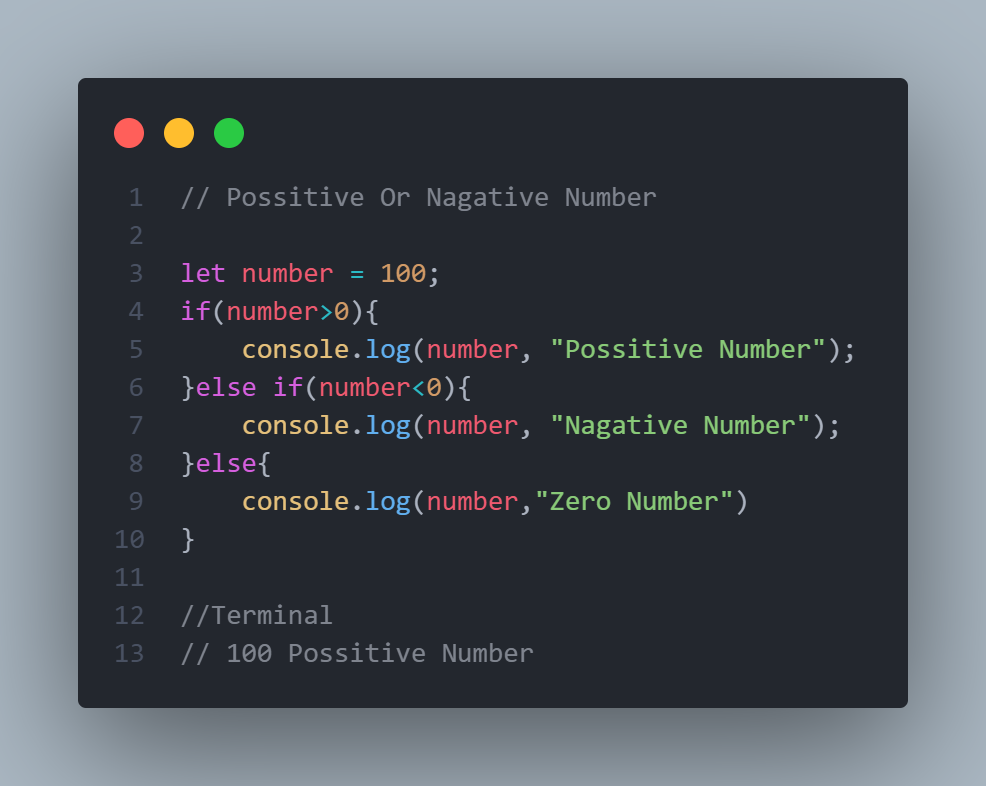 1 // Possitive Or Nagative Number
2
3 let number = 100;
4 if(number>0){
5     console.log(number, "Possitive Number");
6 }else if(number<0){
7     console.log(number, "Nagative Number");
8 }else{
9     console.log(number,"Zero Number")
10 }
11
12 //Terminal
13 // 100 Possitive Number